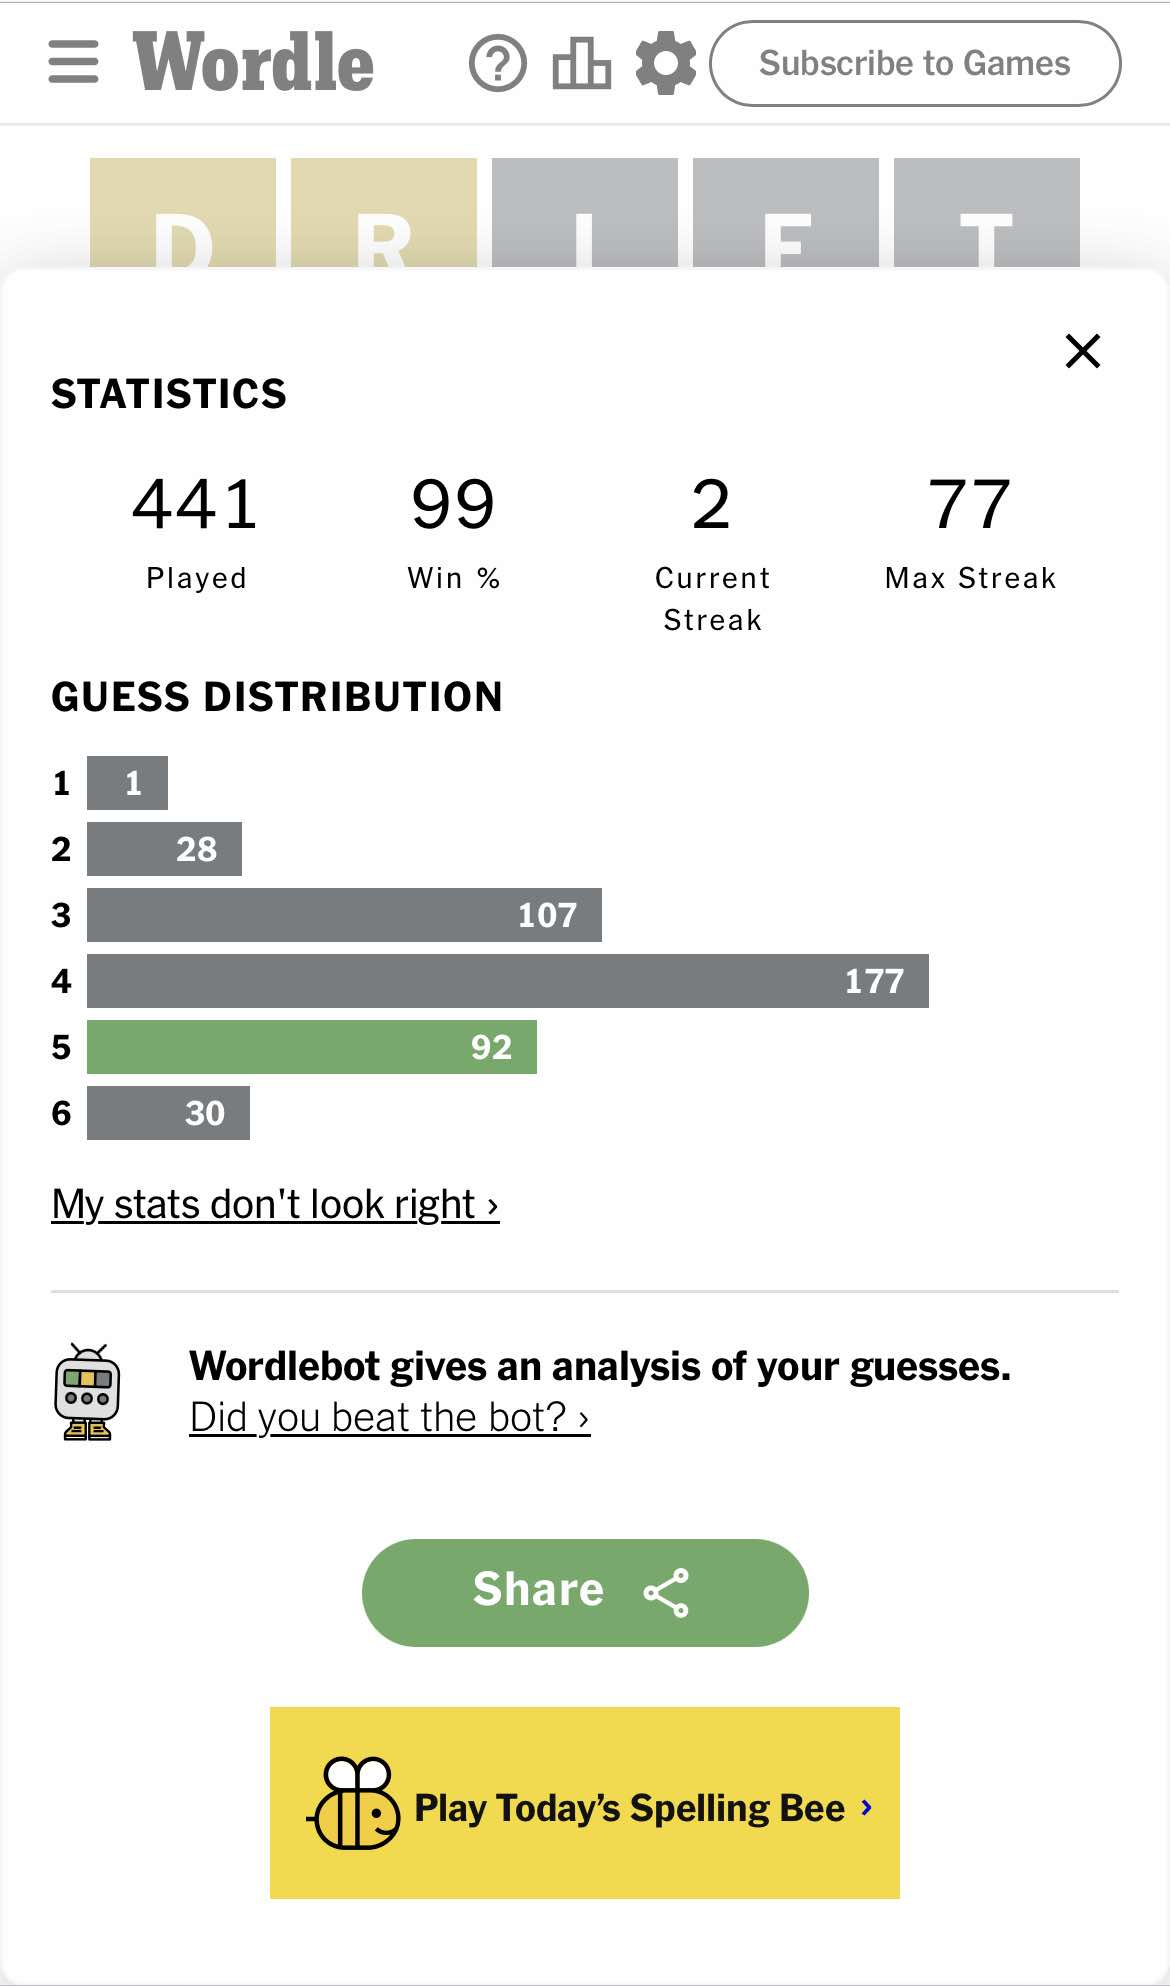 Wordle
Subscribe to Games
D R I E T
STATISTICS
441 99 2 77
Played Win % Current Streak Max Streak
GUESS DISTRIBUTION
1 1
2 28
3 107
4 177
5 92
6 30
My stats don't look right ›
Wordlebot gives an analysis of your guesses.
Did you beat the bot? ›
Share
Play Today’s Spelling Bee ›